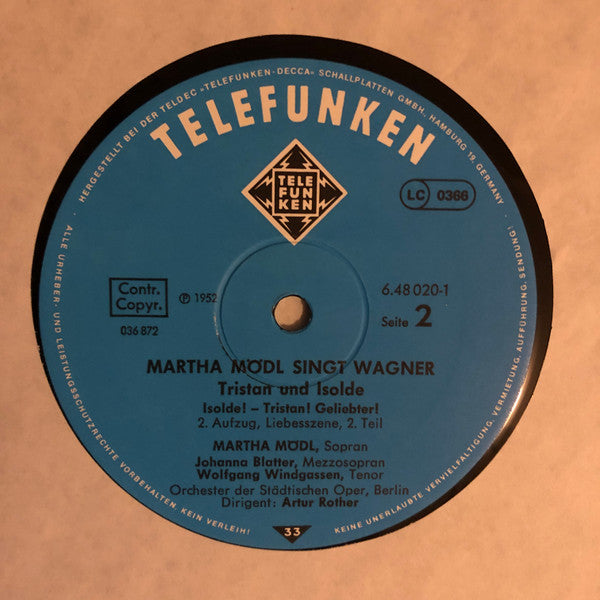 HERGESTELLT BEI DER TELDEC »TELEFUNKEN-DECCA« SCHALLPLATTEN GMBH, HAMBURG 19, GERMANY
TELEFUNKEN
TELE
FUN
KEN
LC 0366
Contr.
Copyr.
℗ 1952
6.48 020-1
036 872
Seite 2
MARTHA MÖDL SINGT WAGNER
Tristan und Isolde
Isolde! – Tristan! Geliebter!
2. Aufzug, Liebesszene, 2. Teil
MARTHA MÖDL, Sopran
Johanna Blatter, Mezzosopran
Wolfgang Windgassen, Tenor
Orchester der Städtischen Oper, Berlin
Dirigent: Artur Rother
33
ALLE URHEBER- UND LEISTUNGSSCHUTZRECHTE VORBEHALTEN. KEIN VERLEIH!
KEINE UNERLAUBTE VERVIELFÄLTIGUNG, VERMIETUNG, AUFFÜHRUNG, SENDUNG!